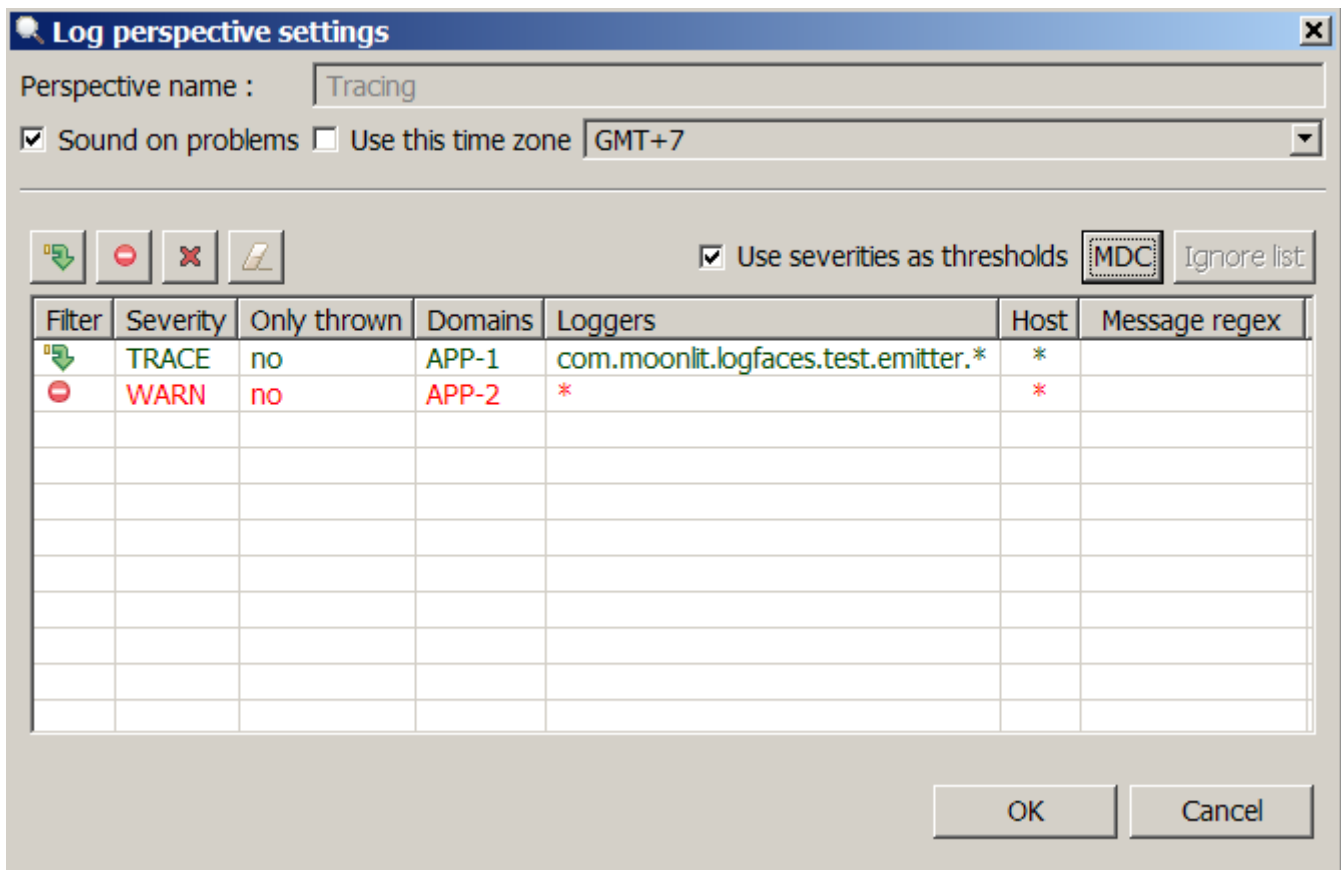 Log perspective settings
Perspective name : Tracing
Sound on problems Use this time zone GMT+7
Use severities as thresholds MDC Ignore list
Filter Severity Only thrown Domains Loggers Host Message regex
TRACE no APP-1 com.moonlit.logfaces.test.emitter.* *
WARN no APP-2 * *
OK Cancel